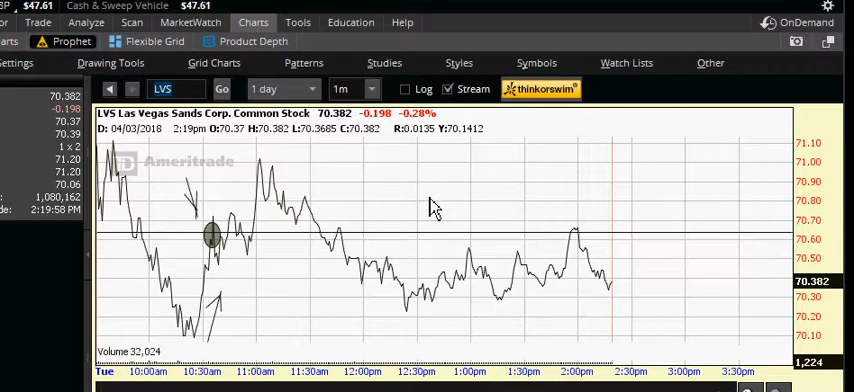 BP $47.61 Cash & Sweep Vehicle $47.61
Trade Analyze Scan MarketWatch Charts Tools Education Help OnDemand
arts Prophet Flexible Grid Product Depth
Settings Drawing Tools Grid Charts Patterns Studies Styles Symbols Watch Lists Other
LVS Go 1 day 1m Log Stream thinkorswim
70.382
-0.198
70.37
70.39
1 x 2
71.20
71.20
70.06
1,080,162
de: 2:19:58 PM
LVS Las Vegas Sands Corp. Common Stock 70.382 -0.198 -0.28%
D: 04/03/2018 2:19pm O:70.37 H:70.382 L:70.3685 C:70.382 R:0.0135 Y:70.1412
TD Ameritrade
71.10
71.00
70.90
70.80
70.70
70.60
70.50
70.382
70.30
70.20
70.10
Volume 32,024
1,224
Tue 10:00am 10:30am 11:00am 11:30am 12:00pm 12:30pm 1:00pm 1:30pm 2:00pm 2:30pm 3:00pm 3:30pm